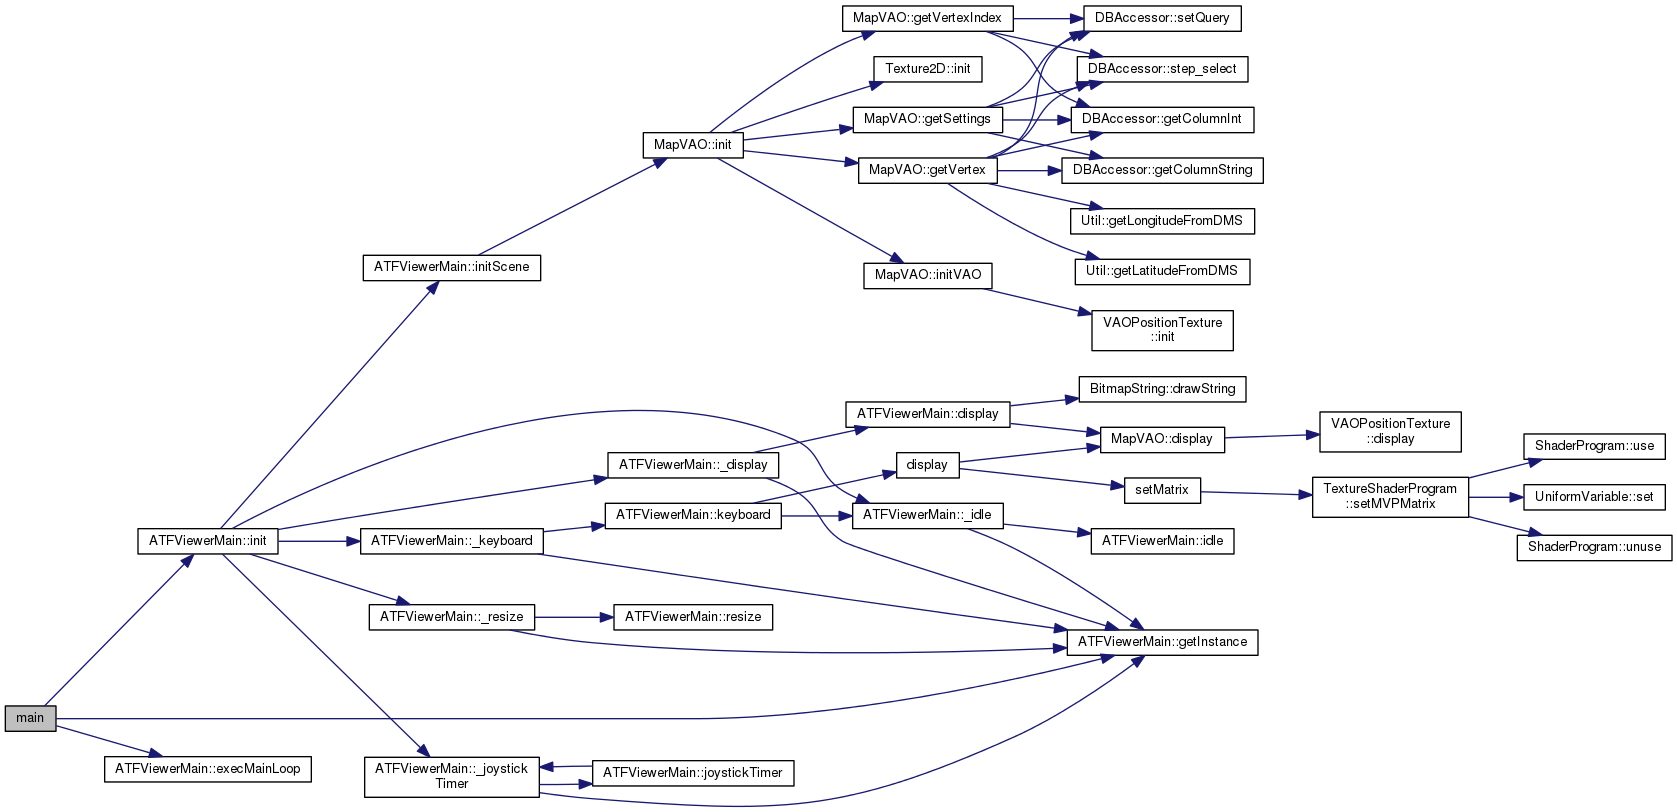 MapVAO::getVertexIndex
DBAccessor::setQuery
Texture2D::init
DBAccessor::step_select
MapVAO::getSettings
DBAccessor::getColumnInt
MapVAO::init
MapVAO::getVertex
DBAccessor::getColumnString
Util::getLongitudeFromDMS
ATFViewerMain::initScene
MapVAO::initVAO
Util::getLatitudeFromDMS
VAOPositionTexture
::init
BitmapString::drawString
ATFViewerMain::display
MapVAO::display
VAOPositionTexture
::display
ShaderProgram::use
ATFViewerMain::_display
display
setMatrix
TextureShaderProgram
::setMVPMatrix
UniformVariable::set
ATFViewerMain::keyboard
ATFViewerMain::_idle
ATFViewerMain::init
ATFViewerMain::_keyboard
ATFViewerMain::idle
ShaderProgram::unuse
ATFViewerMain::_resize
ATFViewerMain::resize
ATFViewerMain::getInstance
main
ATFViewerMain::execMainLoop
ATFViewerMain::_joystick
Timer
ATFViewerMain::joystickTimer